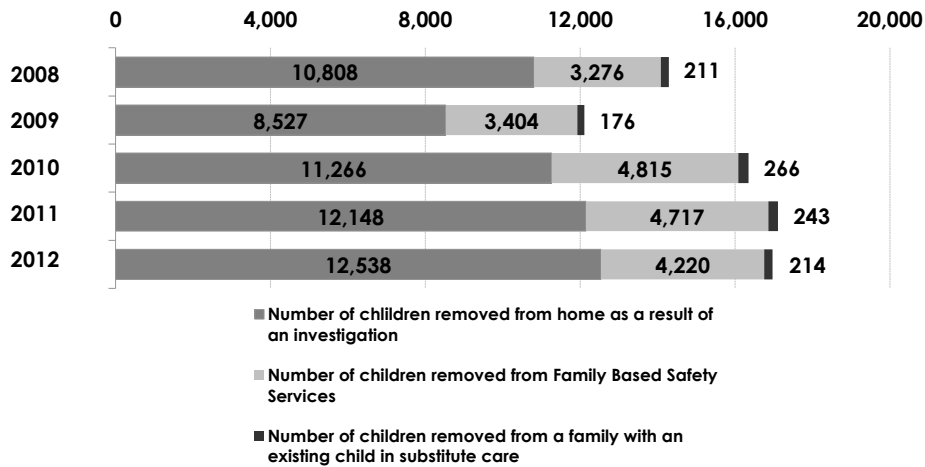 0 4,000 8,000 12,000 16,000 20,000
2008 10,808 3,276 211
2009 8,527 3,404 176
2010 11,266 4,815 266
2011 12,148 4,717 243
2012 12,538 4,220 214
Number of chlildren removed from home as a result of
an investigation
Number of children removed from Family Based Safety
Services
Number of children removed from a family with an
existing child in substitute care